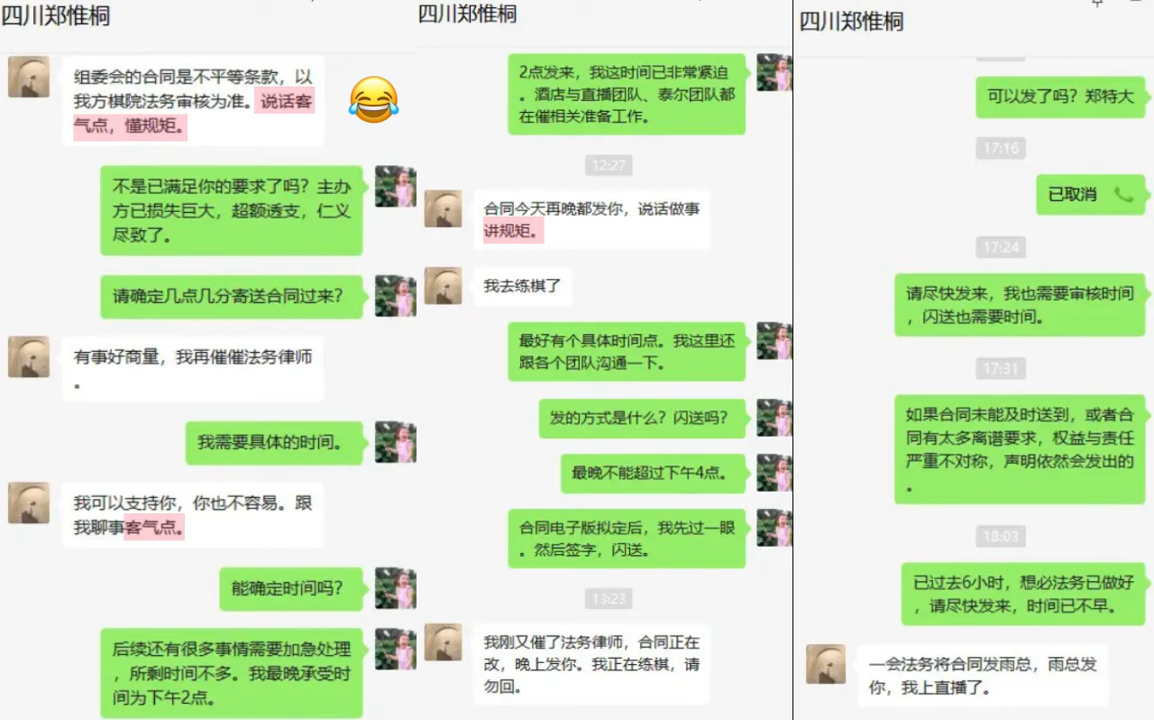 四川郑惟桐
组委会的合同是不平等条款，以
我方棋院法务审核为准。说话客
气点，懂规矩。
不是已满足你的要求了吗？主办
方已损失巨大，超额透支，仁义
尽致了。
请确定几点几分寄送合同过来？
有事好商量，我再催催法务律师
。
我需要具体的时间。
我可以支持你，你也不容易。跟
我聊事客气点。
能确定时间吗？
后续还有很多事情需要加急处理
，所剩时间不多。我最晚承受时
间为下午2点。
四川郑惟桐
2点发来，我这时间已非常紧迫
。酒店与直播团队、泰尔团队都
在催相关准备工作。
12:27
合同今天再晚都发你，说话做事
讲规矩。
我去练棋了
最好有个具体时间点。我这里还
跟各个团队沟通一下。
发的方式是什么？闪送吗？
最晚不能超过下午4点。
合同电子版拟定后，我先过一眼
。然后签字，闪送。
13:23
我刚又催了法务律师，合同正在
改，晚上发你。我正在练棋，请
勿回。
四川郑惟桐
可以发了吗？郑特大
17:16
已取消
17:24
请尽快发来，我也需要审核时间
，闪送也需要时间。
17:31
如果合同未能及时送到，或者合
同有太多离谱要求，权益与责任
严重不对称，声明依然会发出的
。
18:03
已过去6小时，想必法务已做好
，请尽快发来，时间已不早。
一会法务将合同发雨总，雨总发
你，我上直播了。